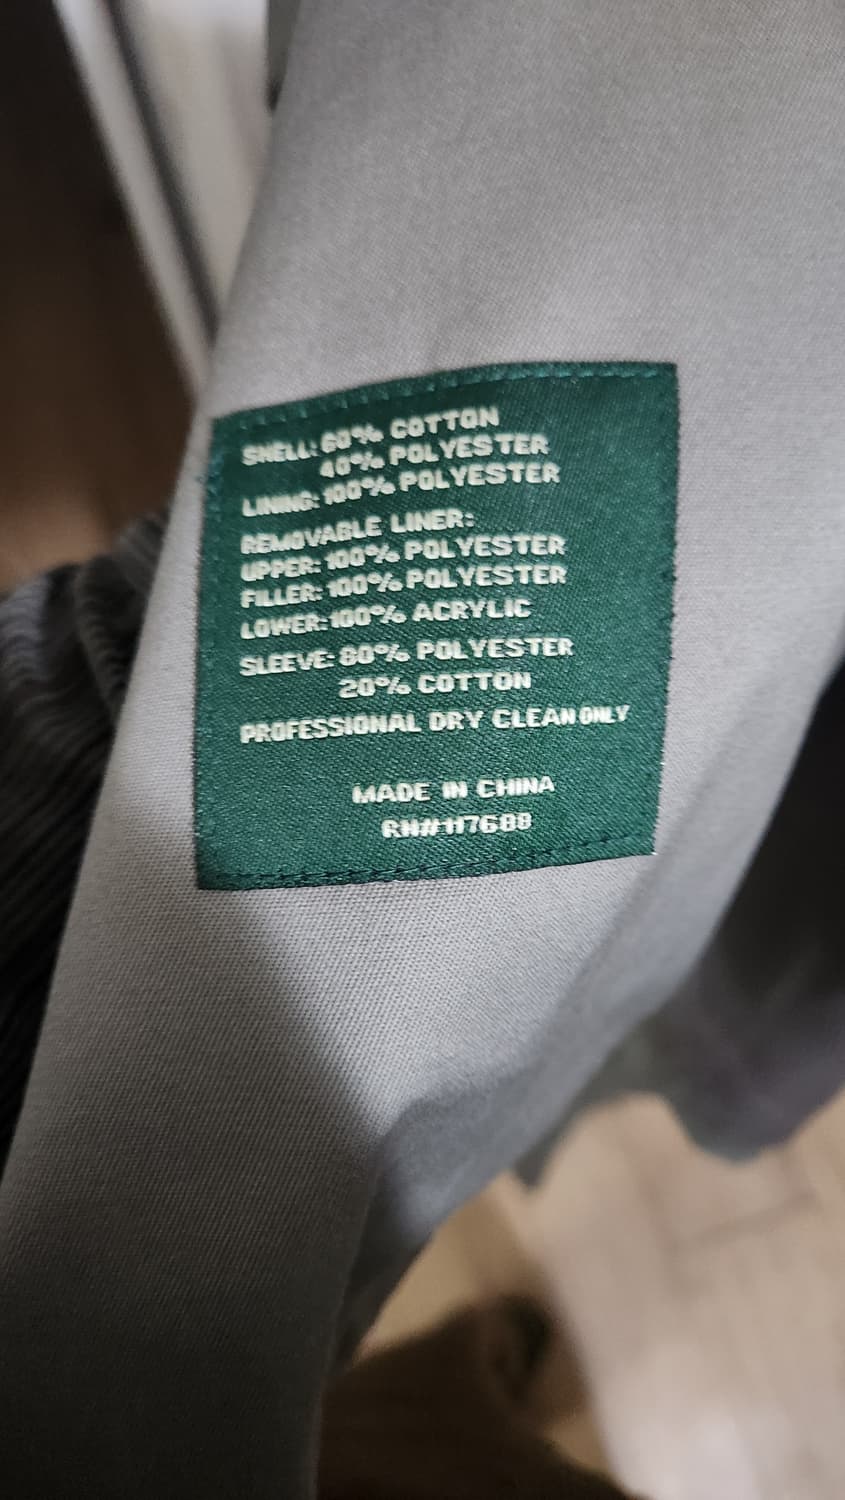 SHELL: 60% COTTON
40% POLYESTER
LINING: 100% POLYESTER
REMOVABLE LINER:
UPPER: 100% POLYESTER
FILLER: 100% POLYESTER
LOWER: 100% ACRYLIC
SLEEVE: 80% POLYESTER
20% COTTON
PROFESSIONAL DRY CLEAN ONLY
MADE IN CHINA
RN#117688